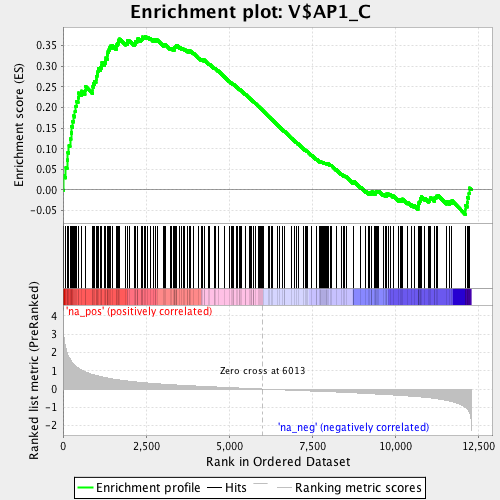 Enrichment plot: V$AP1_C
Enrichment score (ES)
0.35
0.30
0.25
0.20
0.15
0.10
0.05
0.00
-0.05
'na_pos' (positively correlated)
Ranked list metric (PreRanked)
4
3
2
1
0
-1
-2
Zero cross at 6013
'na_neg' (negatively correlated)
0 2,500 5,000 7,500 10,000 12,500
Rank in Ordered Dataset
Enrichment profile Hits Ranking metric scores